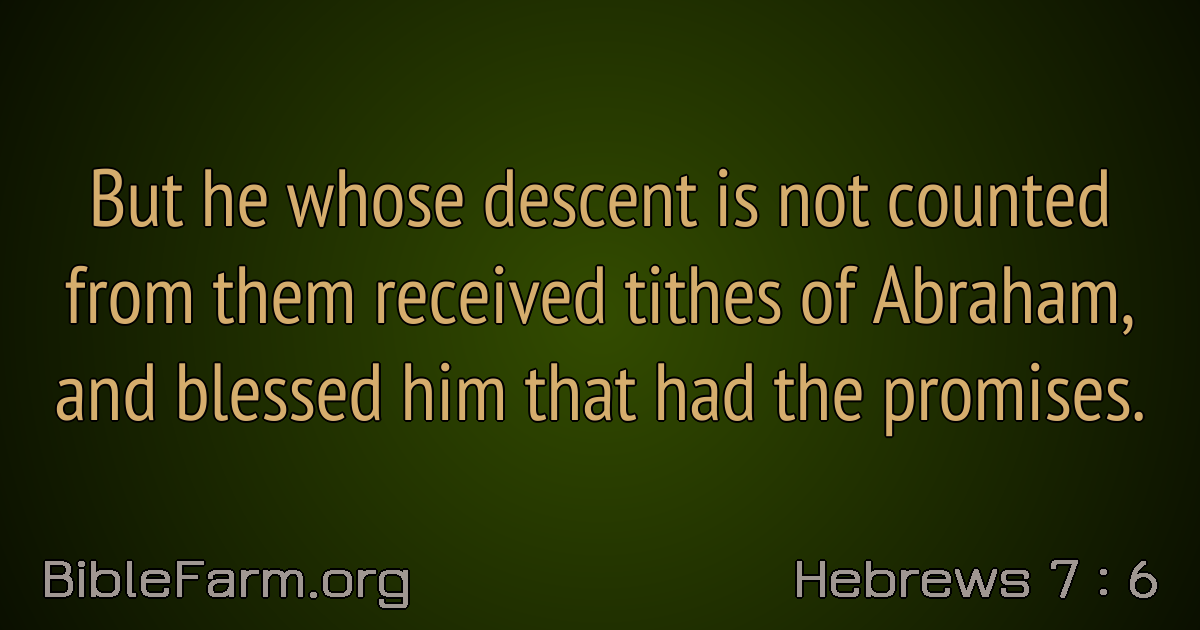 But he whose descent is not counted
from them received tithes of Abraham,
and blessed him that had the promises.
BibleFarm.org
Hebrews 7 : 6